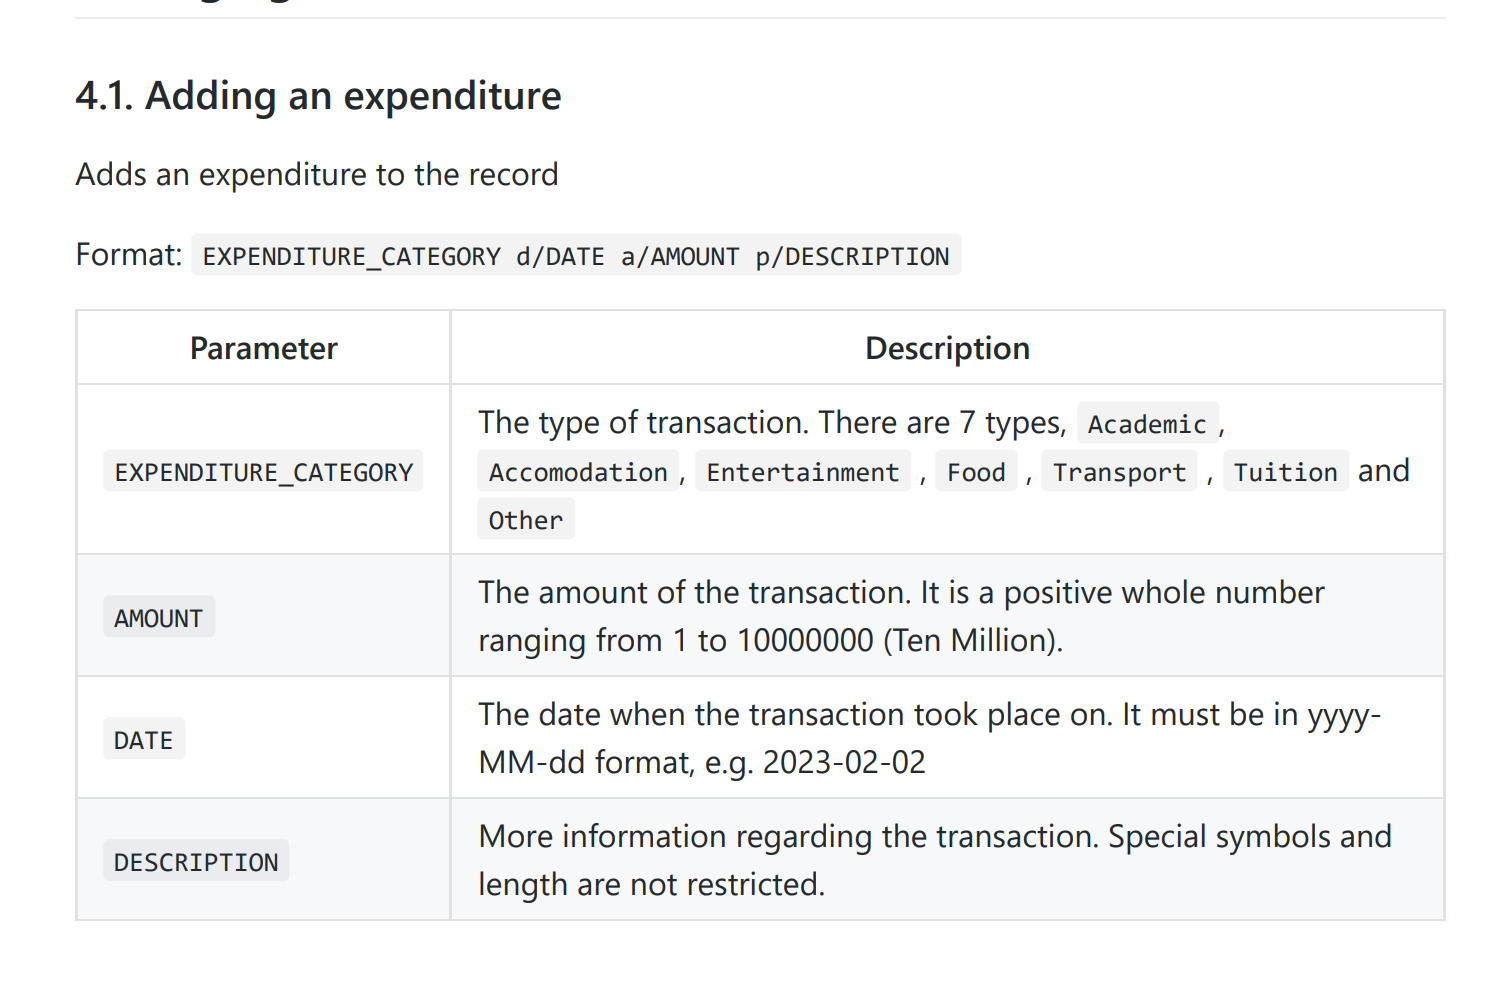 4.1. Adding an expenditure
Adds an expenditure to the record
Format: EXPENDITURE_CATEGORY d/DATE a/AMOUNT p/DESCRIPTION
Parameter Description
EXPENDITURE_CATEGORY
The type of transaction. There are 7 types, Academic ,
Accomodation , Entertainment , Food , Transport , Tuition and
Other
AMOUNT
The amount of the transaction. It is a positive whole number
ranging from 1 to 10000000 (Ten Million).
DATE
The date when the transaction took place on. It must be in yyyy-
MM-dd format, e.g. 2023-02-02
DESCRIPTION
More information regarding the transaction. Special symbols and
length are not restricted.